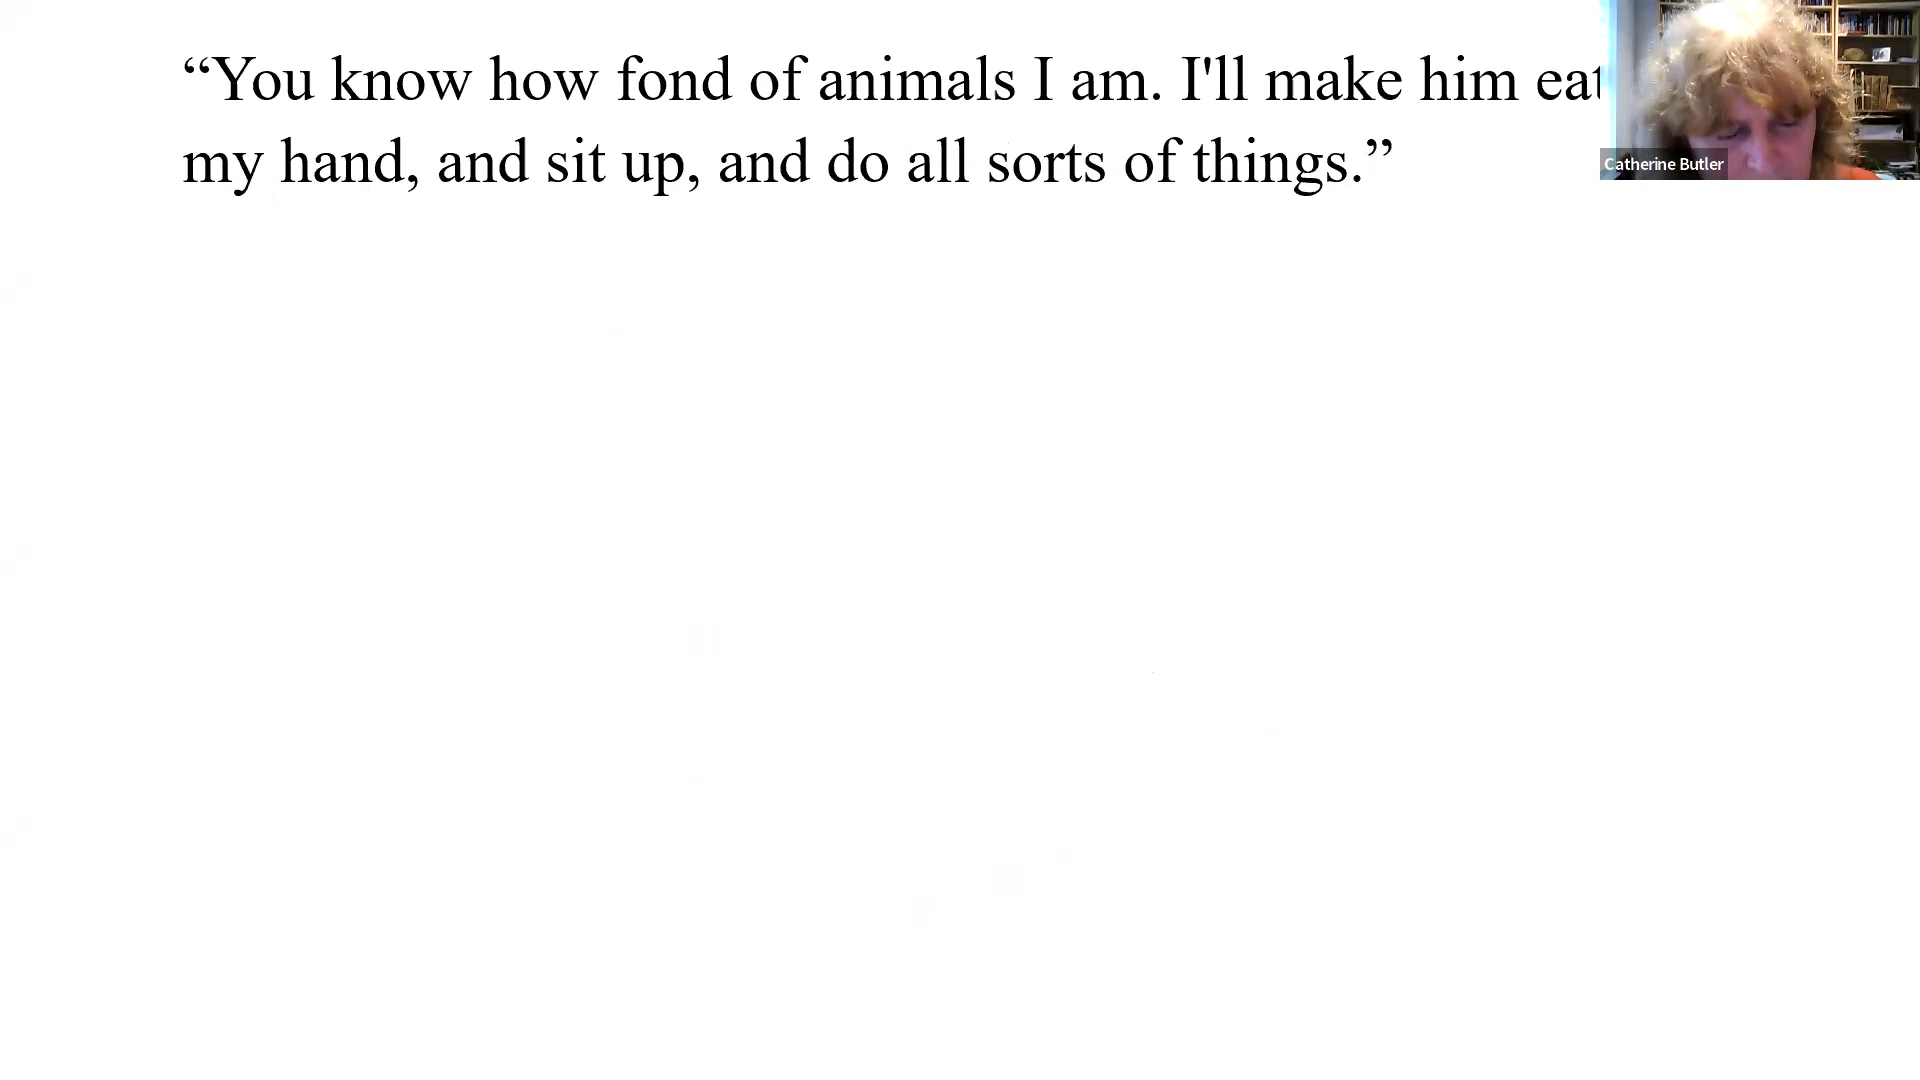 “You know how fond of animals I am. I'll make him eat
my hand, and sit up, and do all sorts of things.”
Catherine Butler